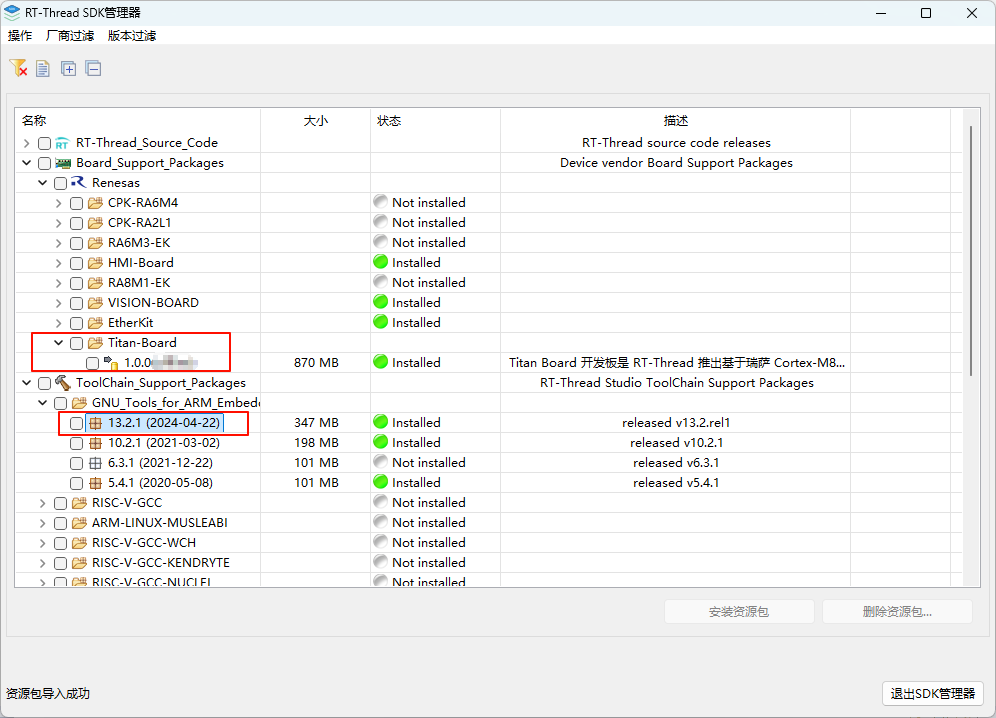 RT-Thread SDK管理器
操作 厂商过滤 版本过滤
名称 大小 状态 描述
RT-Thread_Source_Code RT-Thread source code releases
Board_Support_Packages Device vendor Board Support Packages
Renesas
CPK-RA6M4 Not installed
CPK-RA2L1 Not installed
RA6M3-EK Not installed
HMI-Board Installed
RA8M1-EK Not installed
VISION-BOARD Installed
EtherKit Installed
Titan-Board
1.0.0 870 MB Installed Titan Board 开发板是 RT-Thread 推出基于瑞萨 Cortex-M8...
ToolChain_Support_Packages RT-Thread Studio ToolChain Support Packages
GNU_Tools_for_ARM_Embedd
13.2.1 (2024-04-22) 347 MB Installed released v13.2.rel1
10.2.1 (2021-03-02) 198 MB Installed released v10.2.1
6.3.1 (2021-12-22) 101 MB Not installed released v6.3.1
5.4.1 (2020-05-08) 101 MB Installed released v5.4.1
RISC-V-GCC Not installed
ARM-LINUX-MUSLEABI Not installed
RISC-V-GCC-WCH Not installed
RISC-V-GCC-KENDRYTE Not installed
RISC-V-GCC-NUCLEI Not installed
安装资源包 删除资源包...
资源包导入成功 退出SDK管理器